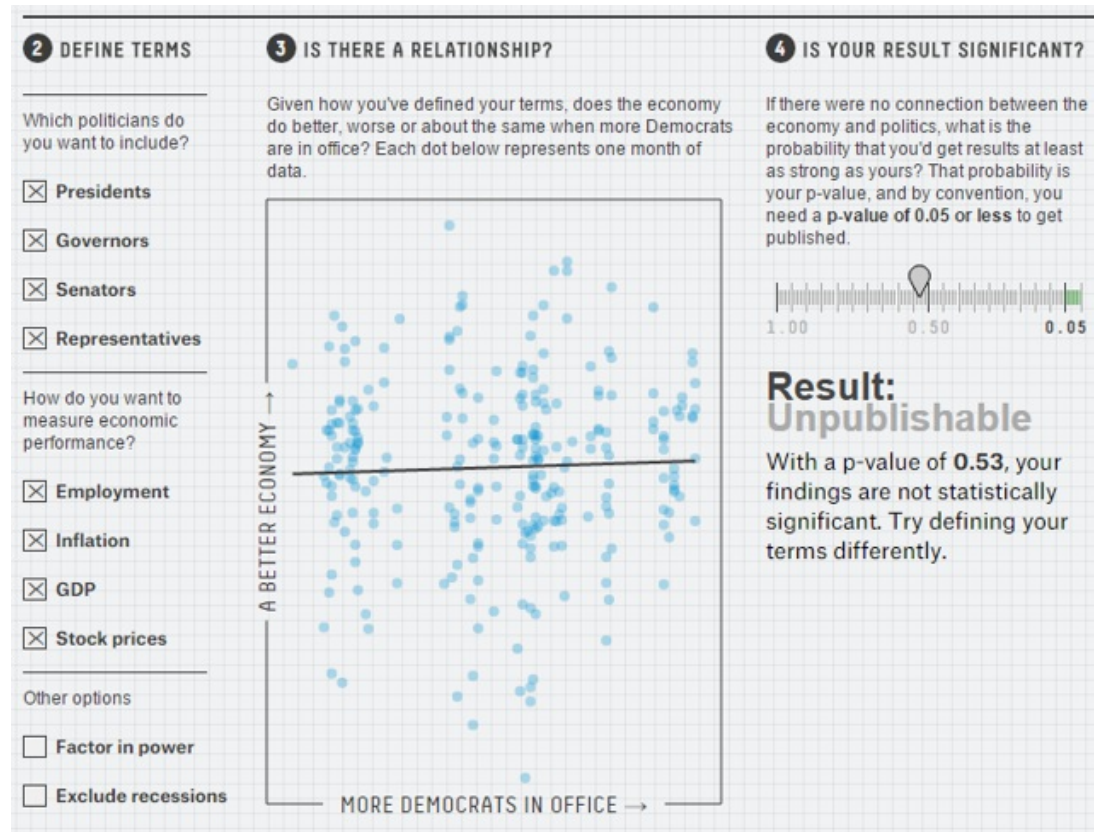 2 DEFINE TERMS
Which politicians do
you want to include?
Presidents
Governors
Senators
Representatives
How do you want to
measure economic
performance?
Employment
Inflation
GDP
Stock prices
Other options
Factor in power
Exclude recessions
3 IS THERE A RELATIONSHIP?
Given how you've defined your terms, does the economy
do better, worse or about the same when more Democrats
are in office? Each dot below represents one month of
data.
A BETTER ECONOMY →
MORE DEMOCRATS IN OFFICE →
4 IS YOUR RESULT SIGNIFICANT?
If there were no connection between the
economy and politics, what is the
probability that you'd get results at least
as strong as yours? That probability is
your p-value, and by convention, you
need a p-value of 0.05 or less to get
published.
1.00 0.50 0.05
Result:
Unpublishable
With a p-value of 0.53, your
findings are not statistically
significant. Try defining your
terms differently.